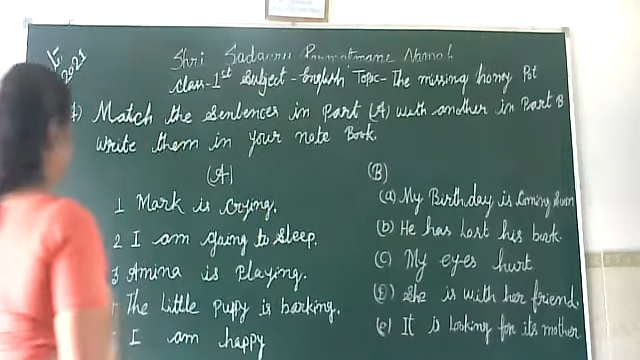 Shri Sadguru Parmatmane Namah
2021
Class-1st Subject-English Topic-The missing honey Pot
Match the sentences in Part (A) with another in Part B
Write them in your note Book.
(A) (B)
1 Mark is crying. (a) My Birthday is Coming soon
2 I am going to sleep. (b) He has lost his book.
3 Amina is playing. (c) My eyes hurt
The little puppy is barking. (D) She is with her friend.
I am happy (e) It is looking for its mother